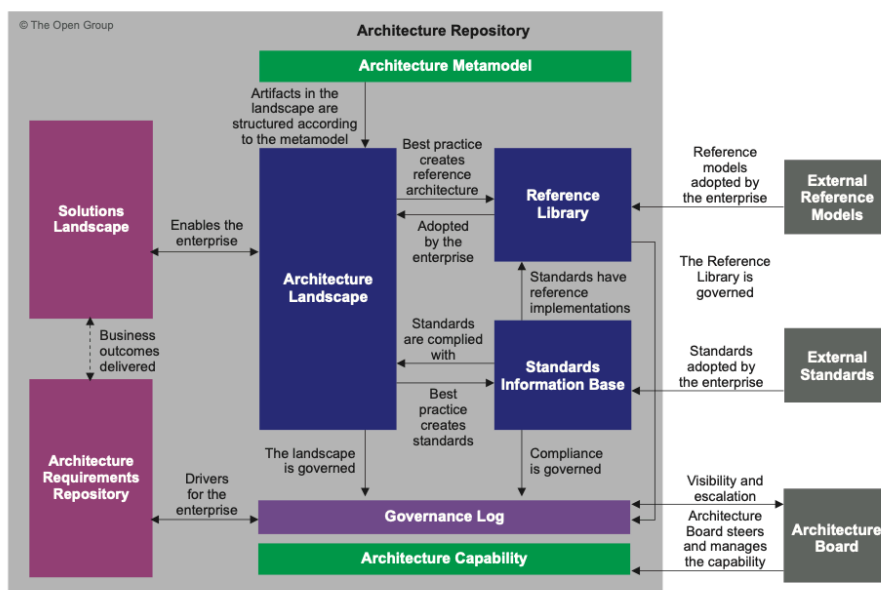 © The Open Group
Architecture Repository
Architecture Metamodel
Artifacts in the
landscape are
structured according
to the metamodel
Solutions
Landscape
Enables the
enterprise
Architecture
Landscape
Best practice
creates
reference
architecture
Adopted
by the
enterprise
Reference
Library
Reference
models
adopted by
the enterprise
External
Reference
Models
The Reference
Library is
governed
Standards have
reference
implementations
Business
outcomes
delivered
Standards
are complied
with
Best
practice
creates
standards
Standards
Information Base
Standards
adopted by
the enterprise
External
Standards
Architecture
Requirements
Repository
Drivers
for the
enterprise
The landscape
is governed
Compliance
is governed
Governance Log
Visibility and
escalation
Architecture
Board steers
and manages
the capability
Architecture
Board
Architecture Capability